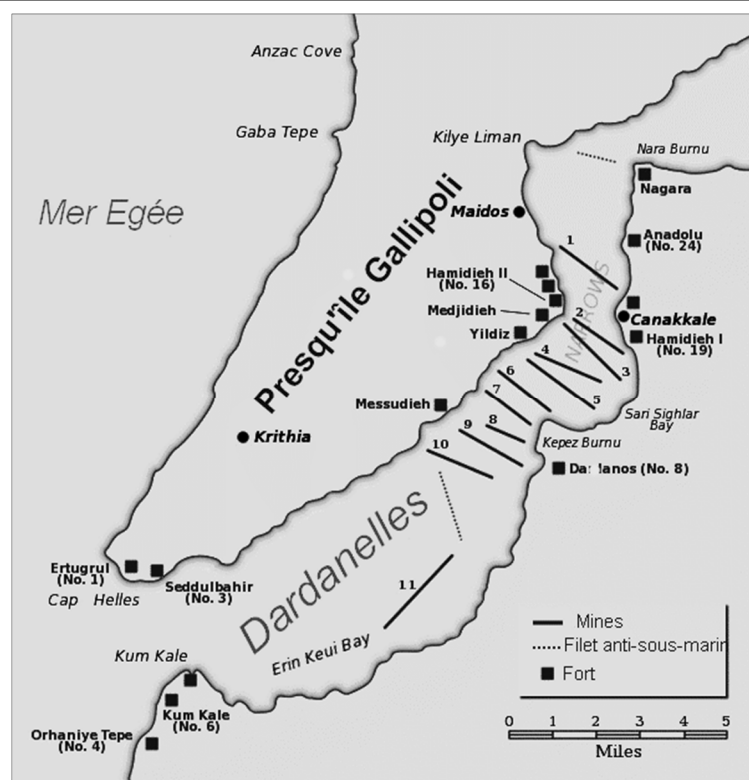 Anzac Cove
Gaba Tepe
Kilye Liman
Nara Burnu
Nagara
Mer Egée
Maidos
Presqu'île Gallipoli
Anadolu
(No. 24)
1
Hamidieh II
(No. 16)
NARROWS
2
Medjidieh
Canakkale
Yildiz
Hamidieh I
(No. 19)
4
3
6
7
5
Messudieh
Sari Sighlar
Bay
8
9
10
Krithia
Kepez Burnu
Dardanos (No. 8)
Dardanelles
Ertugrul
(No. 1)
Seddulbahir
(No. 3)
Cap Helles
11
Erin Keui Bay
Kum Kale
Kum Kale
(No. 6)
Orhaniye Tepe
(No. 4)
Mines
Filet anti-sous-marin
Fort
0 1 2 3 4 5
Miles